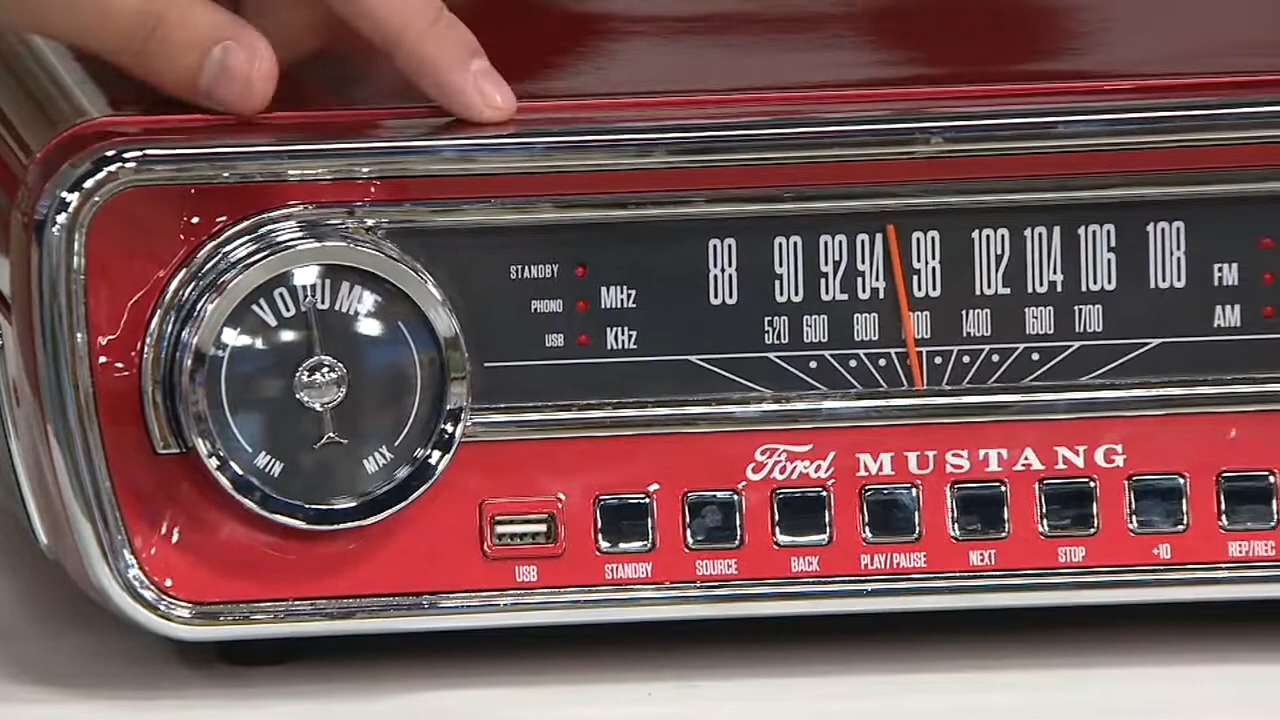 VOLUME
MIN MAX
STANDBY
PHONO
USB
MHz
KHz
88 90 92 94 98 102 104 106 108
520 600 800 1400 1600 1700
FM
AM
Ford MUSTANG
USB STANDBY SOURCE BACK PLAY/PAUSE NEXT STOP +10 REP/REC